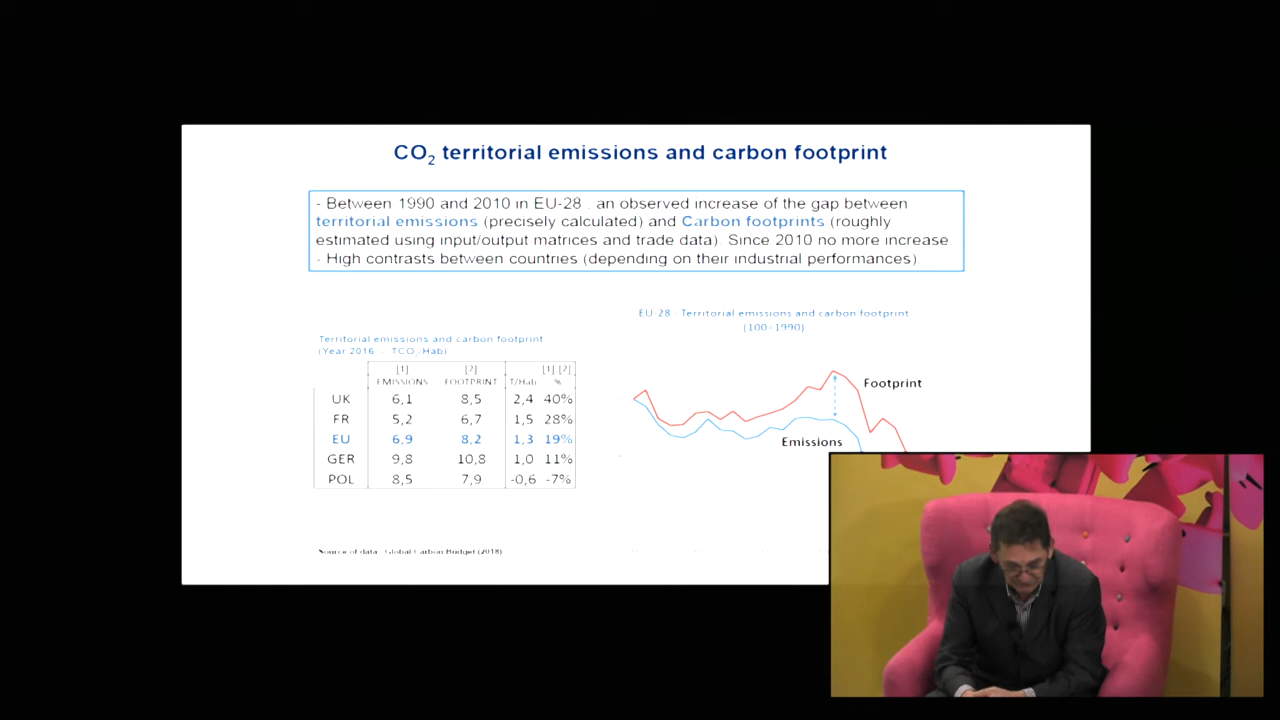 CO₂ territorial emissions and carbon footprint
- Between 1990 and 2010 in EU-28 : an observed increase of the gap between
territorial emissions (precisely calculated) and Carbon footprints (roughly
estimated using input/output matrices and trade data). Since 2010 no more increase
- High contrasts between countries (depending on their industrial performances)
EU-28 : Territorial emissions and carbon footprint
(100=1990)
Territorial emissions and carbon footprint
(Year 2016 - TCO₂/Hab)
[1] [2] [1] [2]
EMISSIONS FOOTPRINT T/Hab %
UK 6,1 8,5 2,4 40%
FR 5,2 6,7 1,5 28%
EU 6,9 8,2 1,3 19%
GER 9,8 10,8 1,0 11%
POL 8,5 7,9 -0,6 -7%
Footprint
Emissions
Source of data : Global Carbon Budget (2018)